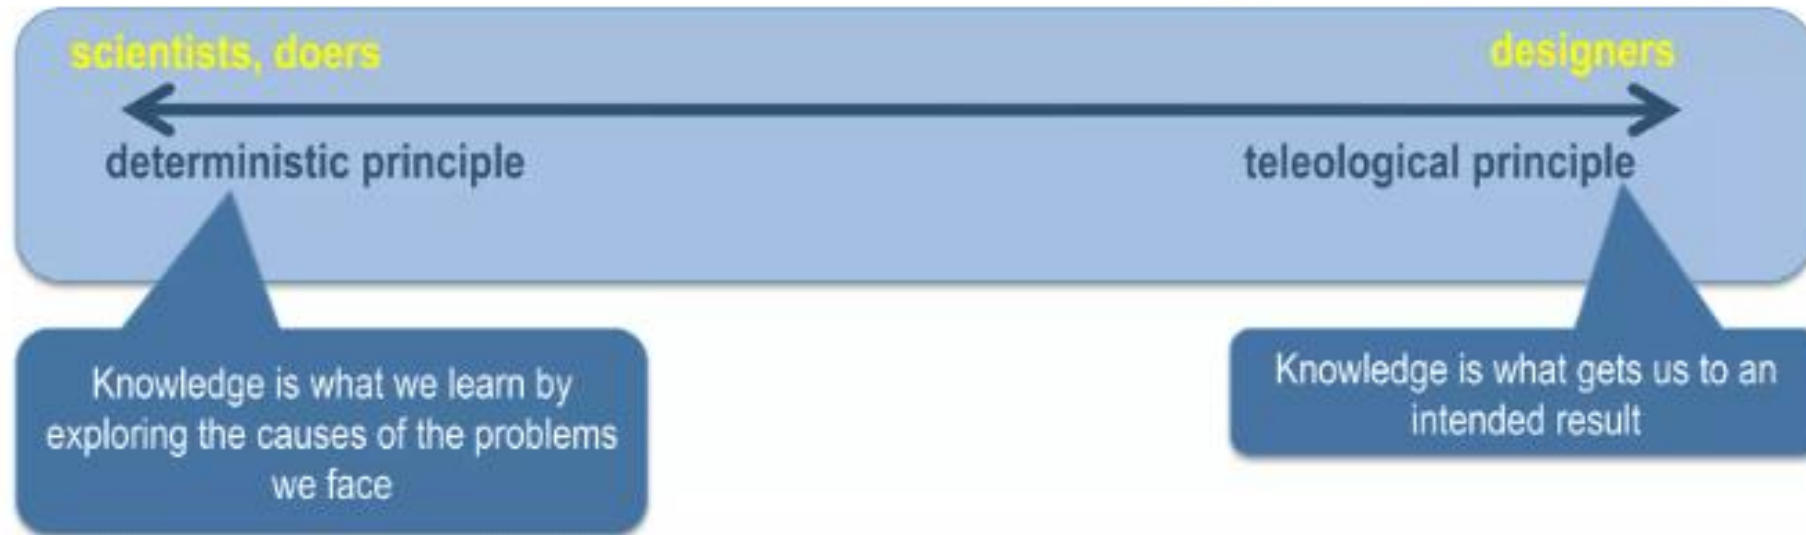 scientists, doers
designers
deterministic principle
teleological principle
Knowledge is what we learn by
exploring the causes of the problems
we face
Knowledge is what gets us to an
intended result